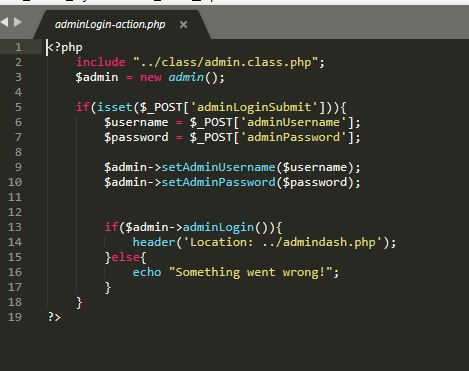 adminLogin-action.php ×
1 <?php
2 include "../class/admin.class.php";
3 $admin = new admin();
4
5 if(isset($_POST['adminLoginSubmit'])){
6 $username = $_POST['adminUsername'];
7 $password = $_POST['adminPassword'];
8
9 $admin->setAdminUsername($username);
10 $admin->setAdminPassword($password);
11
12
13 if($admin->adminLogin()){
14 header('Location: ../admindash.php');
15 }else{
16 echo "Something went wrong!";
17 }
18 }
19 ?>